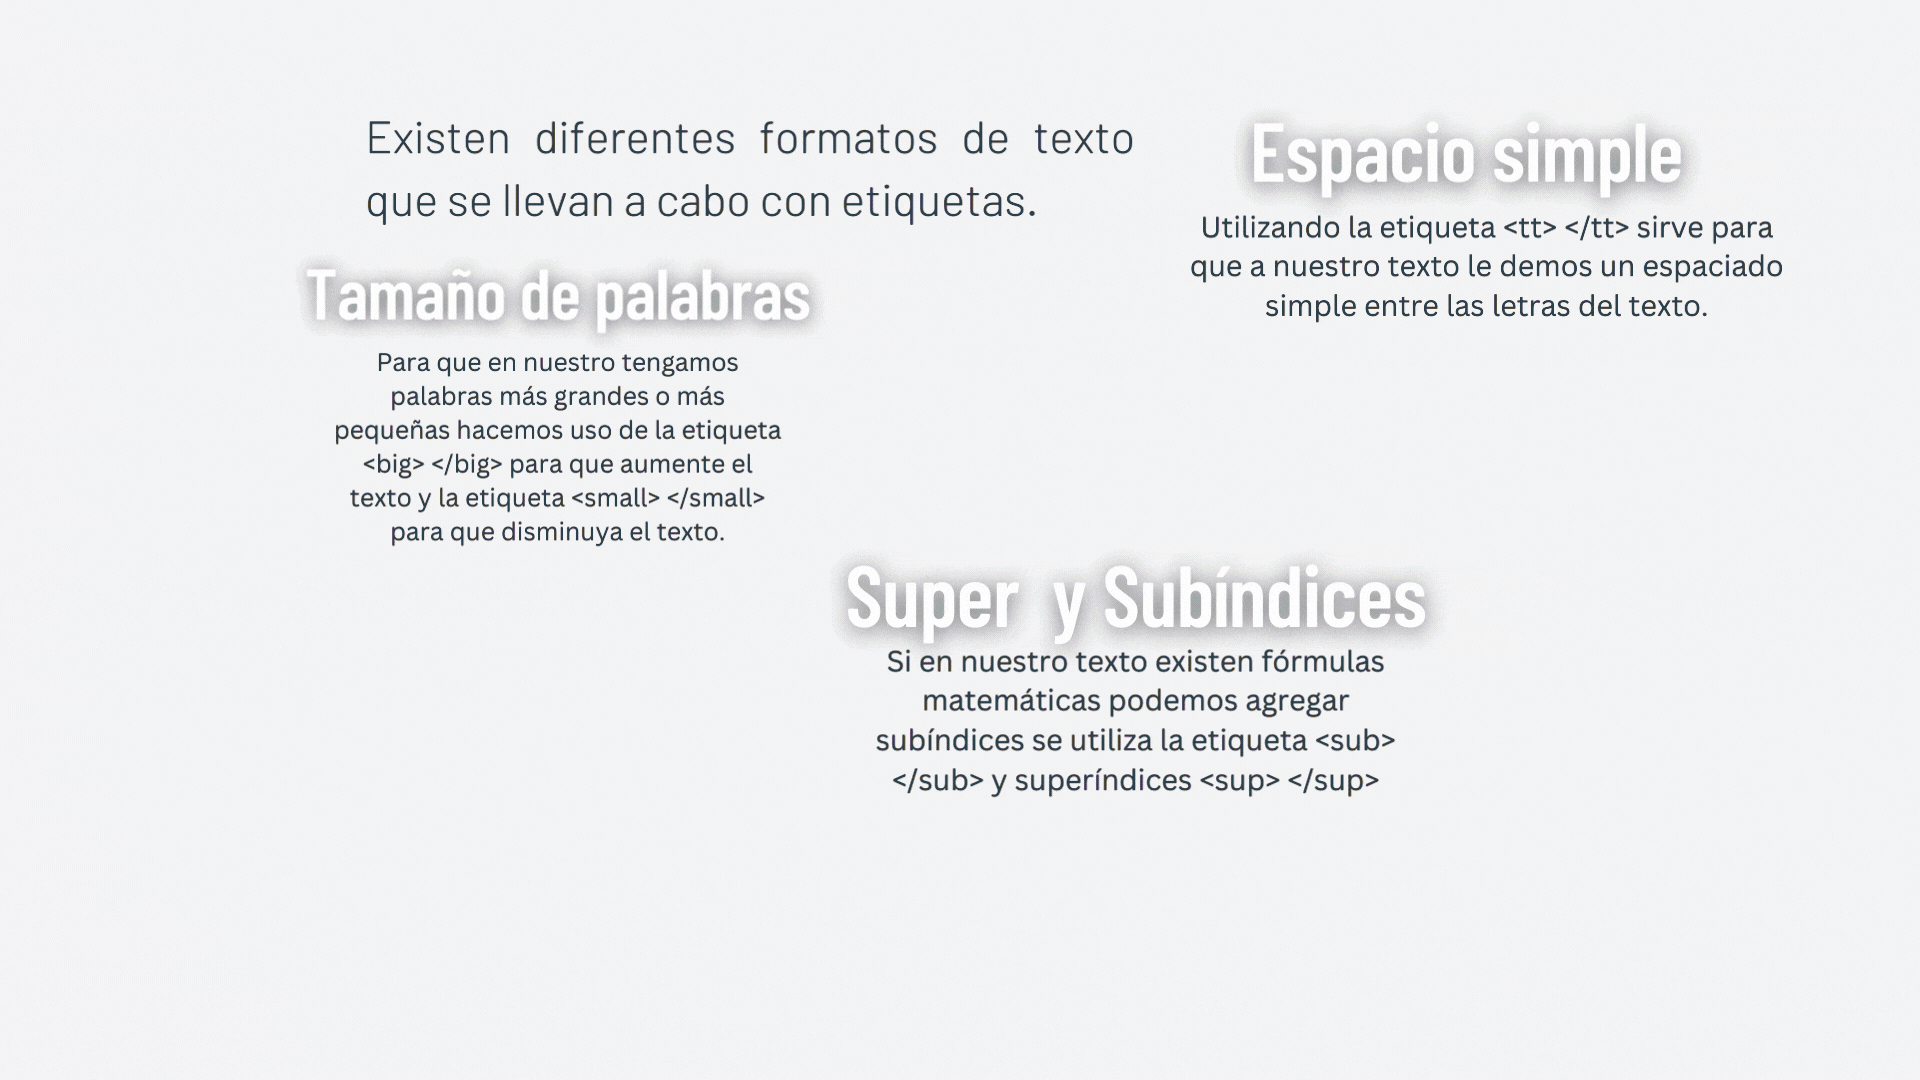 Existen diferentes formatos de texto
que se llevan a cabo con etiquetas.
Tamaño de palabras
Para que en nuestro tengamos
palabras más grandes o más
pequeñas hacemos uso de la etiqueta
<big> </big> para que aumente el
texto y la etiqueta <small> </small>
para que disminuya el texto.
Espacio simple
Utilizando la etiqueta <tt> </tt> sirve para
que a nuestro texto le demos un espaciado
simple entre las letras del texto.
Super y Subíndices
Si en nuestro texto existen fórmulas
matemáticas podemos agregar
subíndices se utiliza la etiqueta <sub>
</sub> y superíndices <sup> </sup>